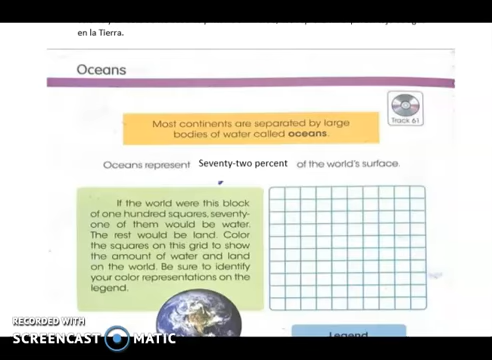 en la Tierra.
Oceans
Most continents are separated by large
bodies of water called oceans.
Track 61
Oceans represent Seventy-two percent of the world's surface.
If the world were this block
of one hundred squares, seventy-
one of them would be water.
The rest would be land. Color
the squares on this grid to show
the amount of water and land
on the world. Be sure to identify
your color representations on the
legend.
Legend
RECORDED WITH
SCREENCAST MATIC